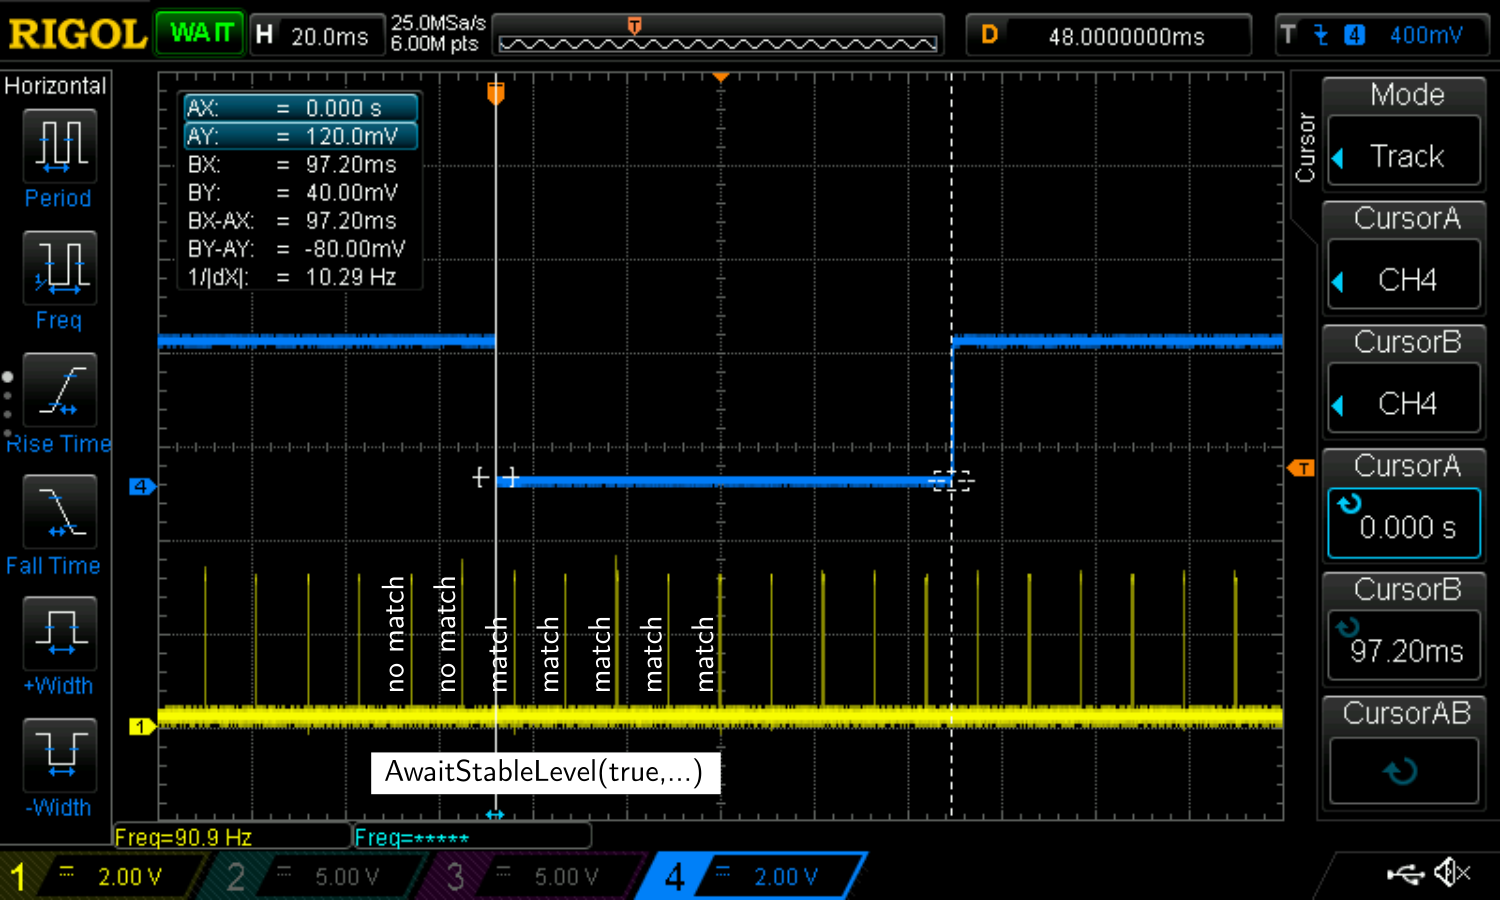 RIGOL WAIT H 20.0ms 25.0MSa/s
6.00M pts
T
D 48.0000000ms T 4 400mV
Horizontal
Period
1/
Freq
Rise Time
Fall Time
+Width
-Width
AX: = 0.000 s
AY: = 120.0mV
BX: = 97.20ms
BY: = 40.00mV
BX-AX: = 97.20ms
BY-AY: = -80.00mV
1/|dX|: = 10.29 Hz
4
T
1
no match
no match
match
match
match
match
match
AwaitStableLevel(true,...)
Cursor
Mode
Track
CursorA
CH4
CursorB
CH4
CursorA
0.000 s
CursorB
97.20ms
CursorAB
Freq=90.9 Hz Freq=*****
1 2.00 V 2 5.00 V 3 5.00 V 4 2.00 V